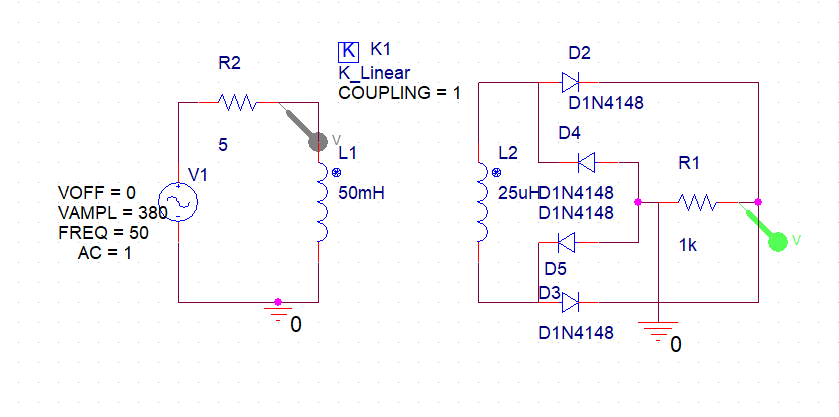 D2
K K1
R2
K_Linear
COUPLING = 1
D1N4148
D4
V
5
L1
L2
R1
V1
VOFF = 0
50mH
25uH
D1N4148
VAMPL = 380
D1N4148
FREQ = 50
V
AC = 1
1k
D5
D3
0
D1N4148
0